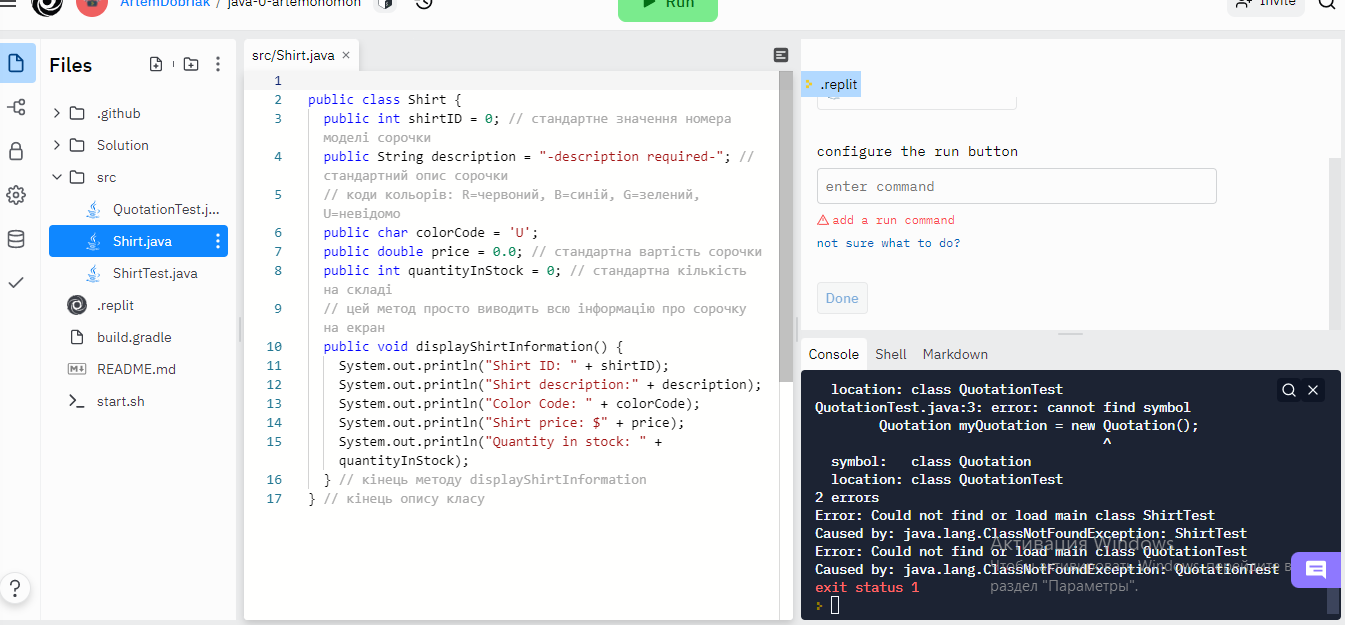 ArtemDobriak / java-0-artemonomon
Run
Invite
Files
.github
Solution
src
QuotationTest.j...
Shirt.java
ShirtTest.java
.replit
build.gradle
README.md
start.sh
src/Shirt.java ×
1
2 public class Shirt {
3 public int shirtID = 0; // стандартне значення номера
моделі сорочки
4 public String description = "-description required-"; //
стандартний опис сорочки
5 // коди кольорів: R=червоний, B=синій, G=зелений,
U=невідомо
6 public char colorCode = 'U';
7 public double price = 0.0; // стандартна вартість сорочки
8 public int quantityInStock = 0; // стандартна кількість
на складі
9 // цей метод просто виводить всю інформацію про сорочку
на екран
10 public void displayShirtInformation() {
11 System.out.println("Shirt ID: " + shirtID);
12 System.out.println("Shirt description:" + description);
13 System.out.println("Color Code: " + colorCode);
14 System.out.println("Shirt price: $" + price);
15 System.out.println("Quantity in stock: " +
quantityInStock);
16 } // кінець методу displayShirtInformation
17 } // кінець опису класу
.replit
configure the run button
enter command
add a run command
not sure what to do?
Done
Console Shell Markdown
location: class QuotationTest
QuotationTest.java:3: error: cannot find symbol
Quotation myQuotation = new Quotation();
^
symbol: class Quotation
location: class QuotationTest
2 errors
Error: Could not find or load main class ShirtTest
Caused by: java.lang.ClassNotFoundException: ShirtTest
Error: Could not find or load main class QuotationTest
Caused by: java.lang.ClassNotFoundException: QuotationTest
exit status 1
Активация Windows
Чтобы активировать Windows, перейдите в
раздел "Параметры".